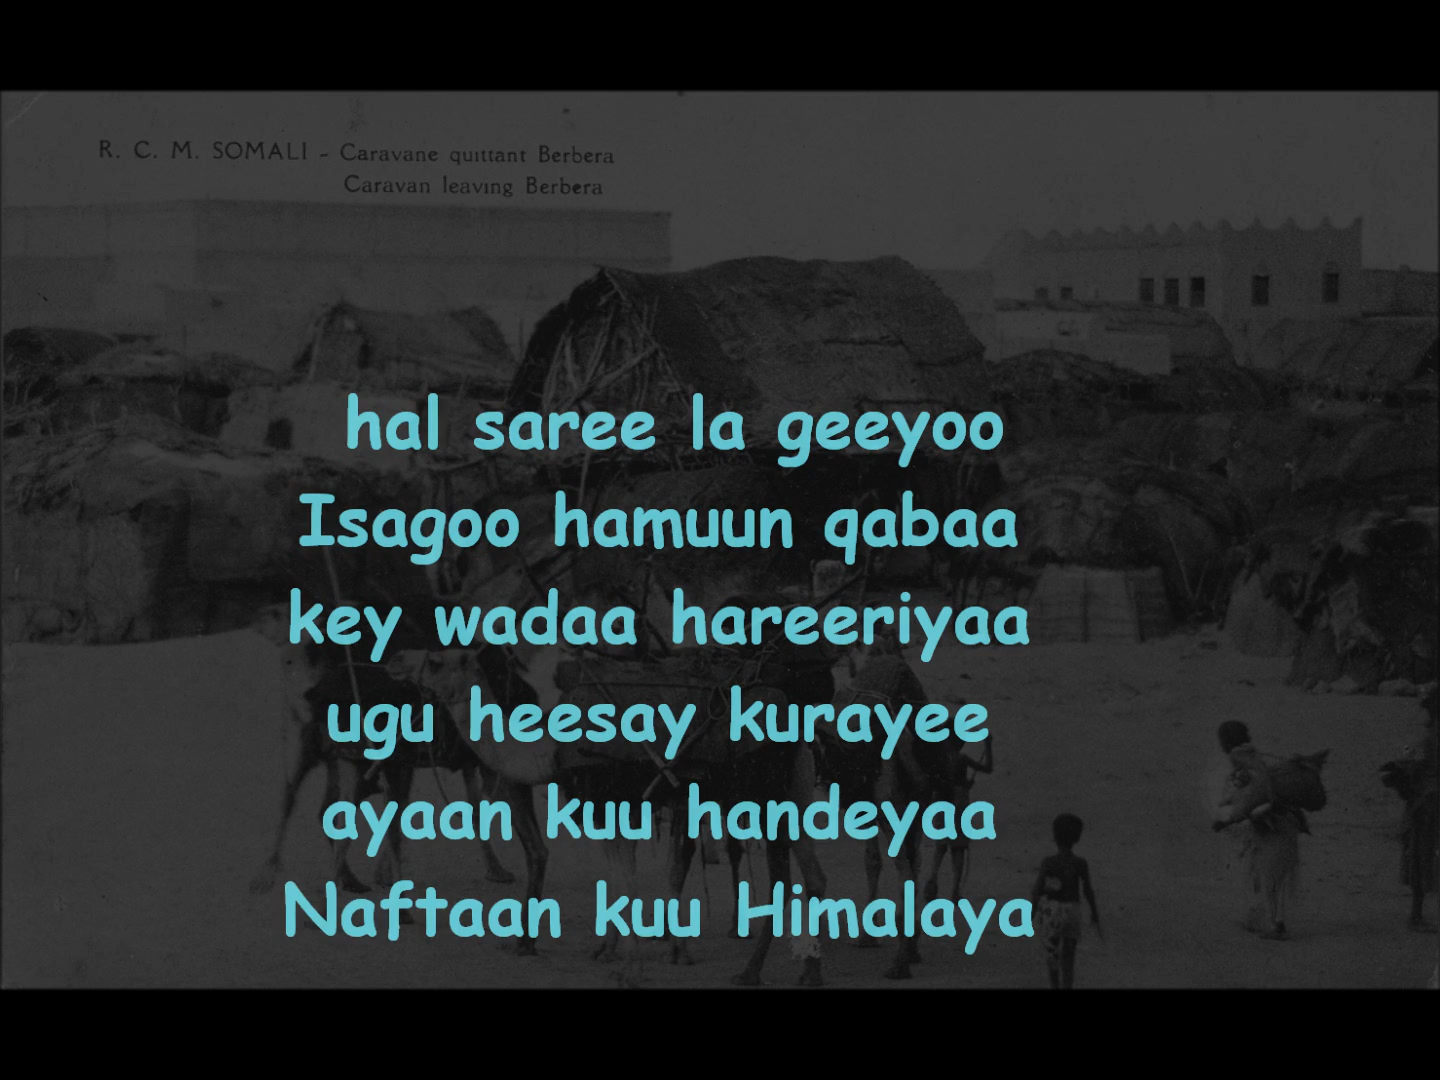 R. C. M. SOMALI - Caravane quittant Berbera
Caravan leaving Berbera
hal saree la geeyoo
Isagoo hamuun qabaa
key wadaa hareeriyaa
ugu heesay kurayee
ayaan kuu handeyaa
Naftaan kuu Himalaya